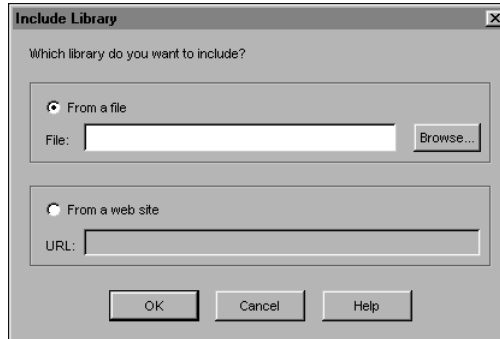 Include Library
Which library do you want to include?
From a file
File:
Browse...
From a web site
URL:
OK Cancel Help